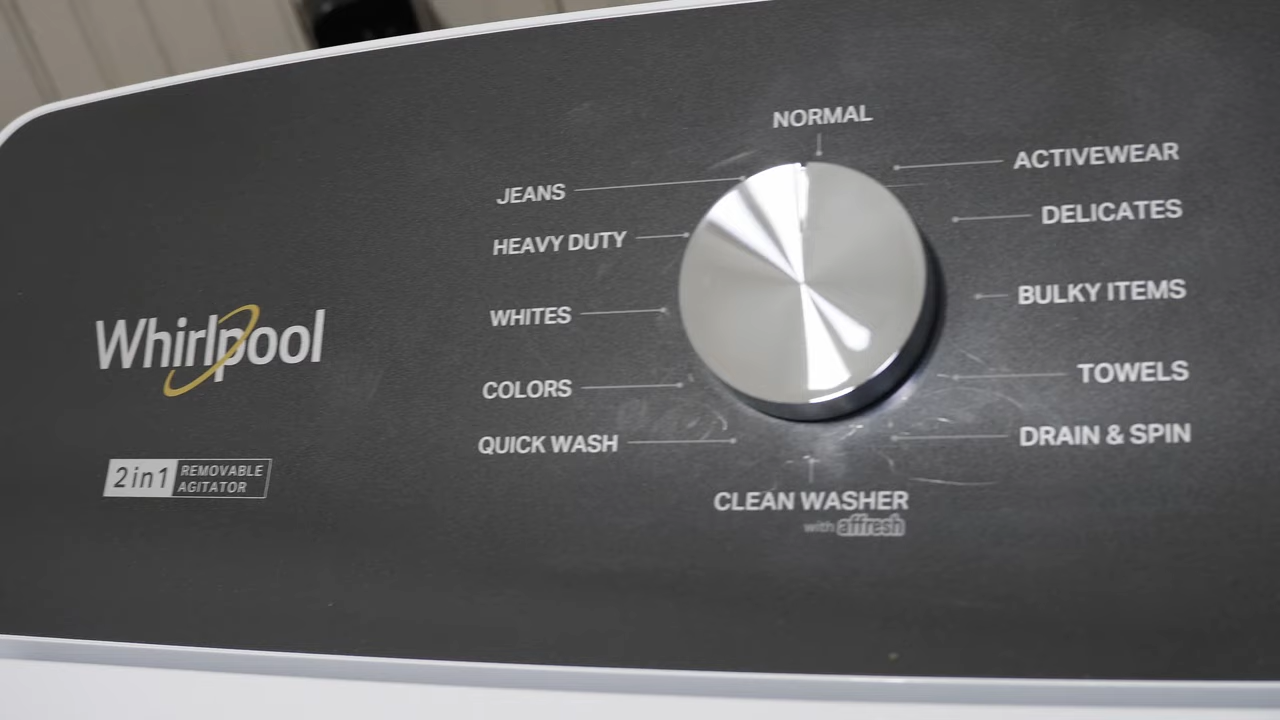 Whirlpool
2in1 REMOVABLE
AGITATOR
NORMAL
JEANS
HEAVY DUTY
WHITES
COLORS
QUICK WASH
ACTIVEWEAR
DELICATES
BULKY ITEMS
TOWELS
DRAIN & SPIN
CLEAN WASHER
with affresh